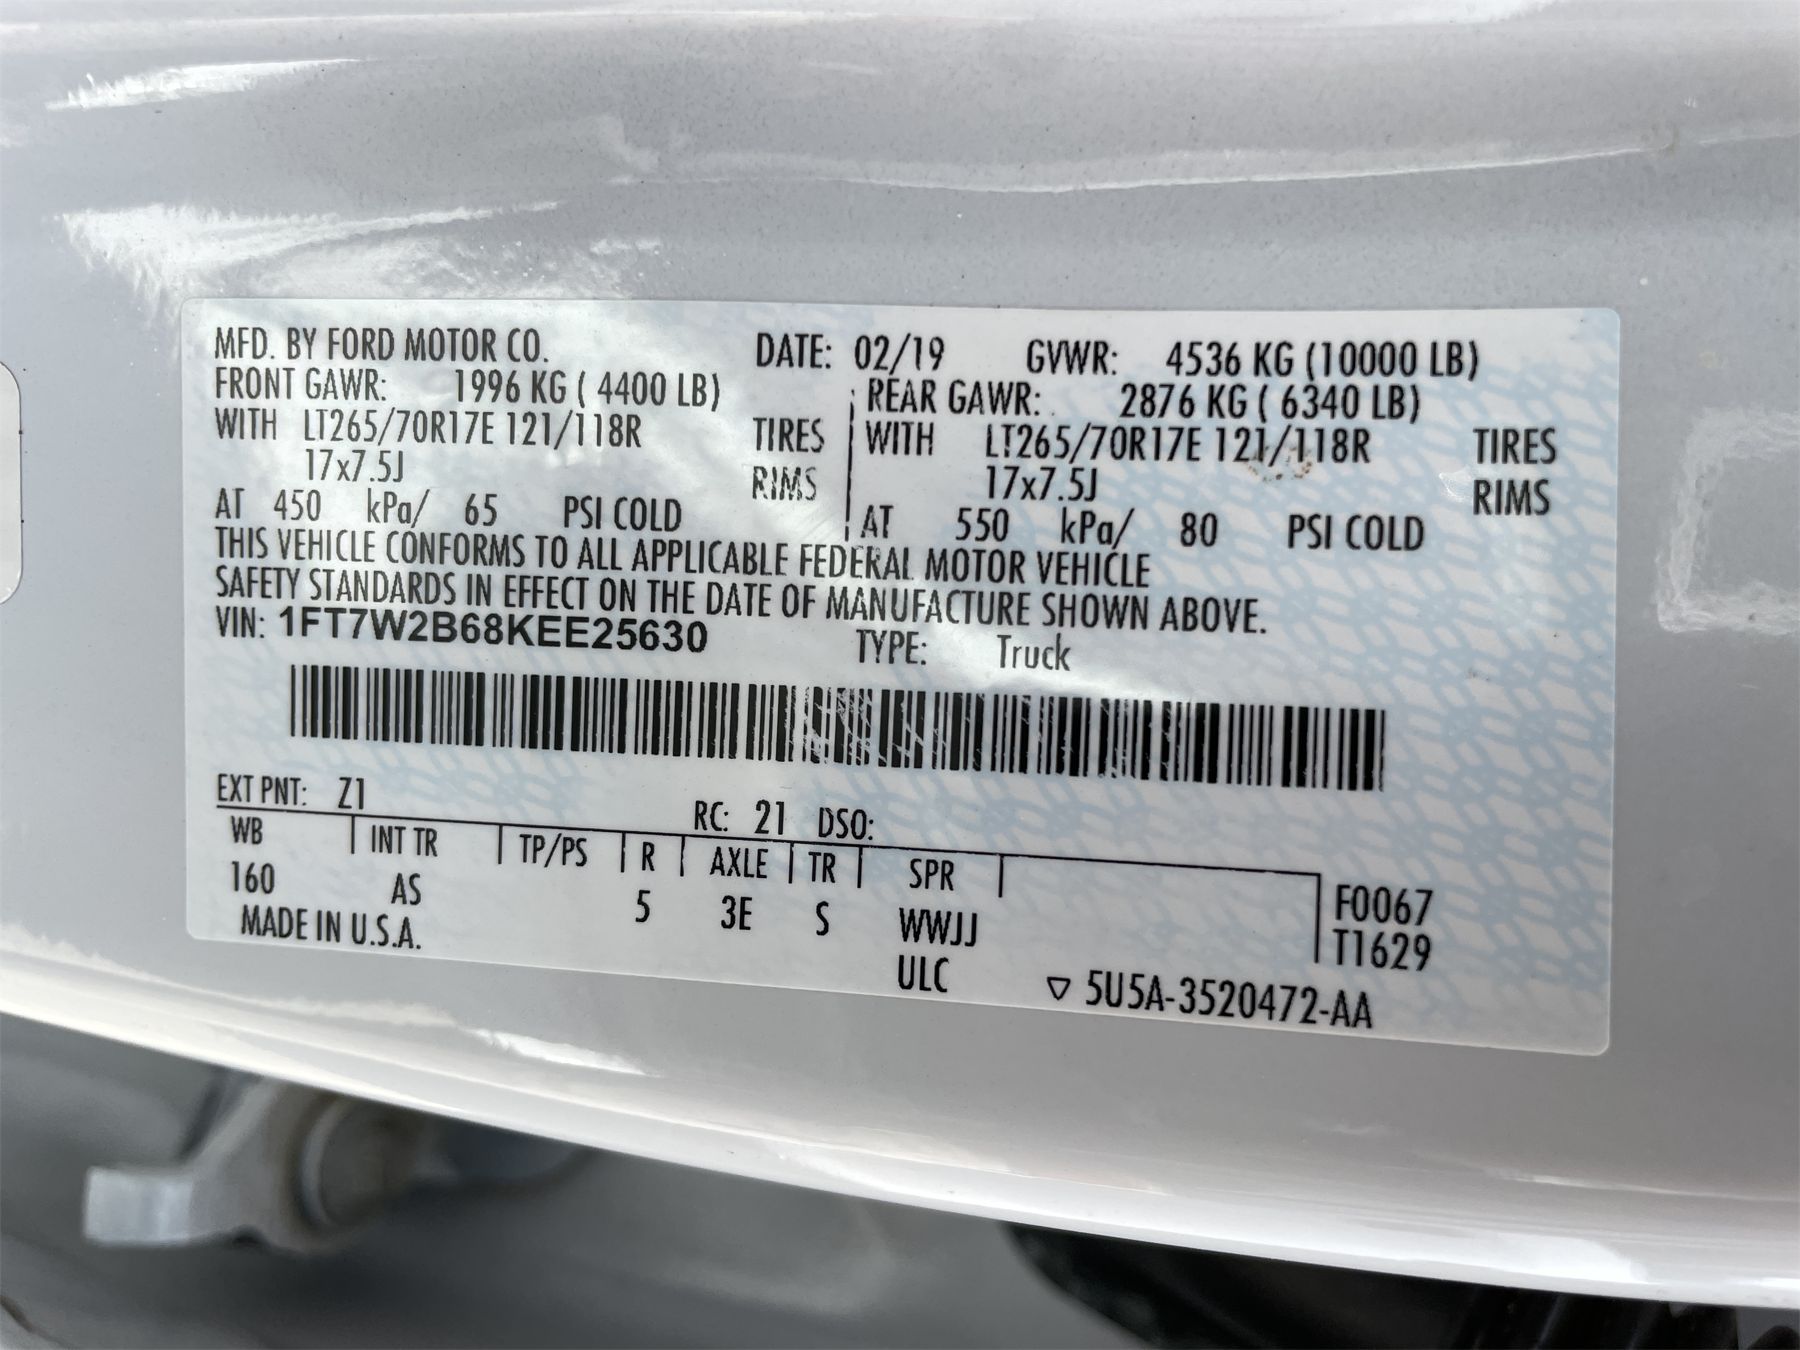 MFD. BY FORD MOTOR CO. DATE: 02/19 GVWR: 4536 KG (10000 LB)
FRONT GAWR: 1996 KG ( 4400 LB) REAR GAWR: 2876 KG ( 6340 LB)
WITH LT265/70R17E 121/118R TIRES WITH LT265/70R17E 121/118R TIRES
17x7.5J RIMS 17x7.5J RIMS
AT 450 kPa/ 65 PSI COLD AT 550 kPa/ 80 PSI COLD
THIS VEHICLE CONFORMS TO ALL APPLICABLE FEDERAL MOTOR VEHICLE
SAFETY STANDARDS IN EFFECT ON THE DATE OF MANUFACTURE SHOWN ABOVE.
VIN: 1FT7W2B68KEE25630 TYPE: Truck
EXT PNT: Z1 RC: 21 DSO:
WB INT TR TP/PS R AXLE TR SPR
160 AS 5 3E S WWJJ F0067
MADE IN U.S.A. ULC T1629
▽ 5U5A-3520472-AA